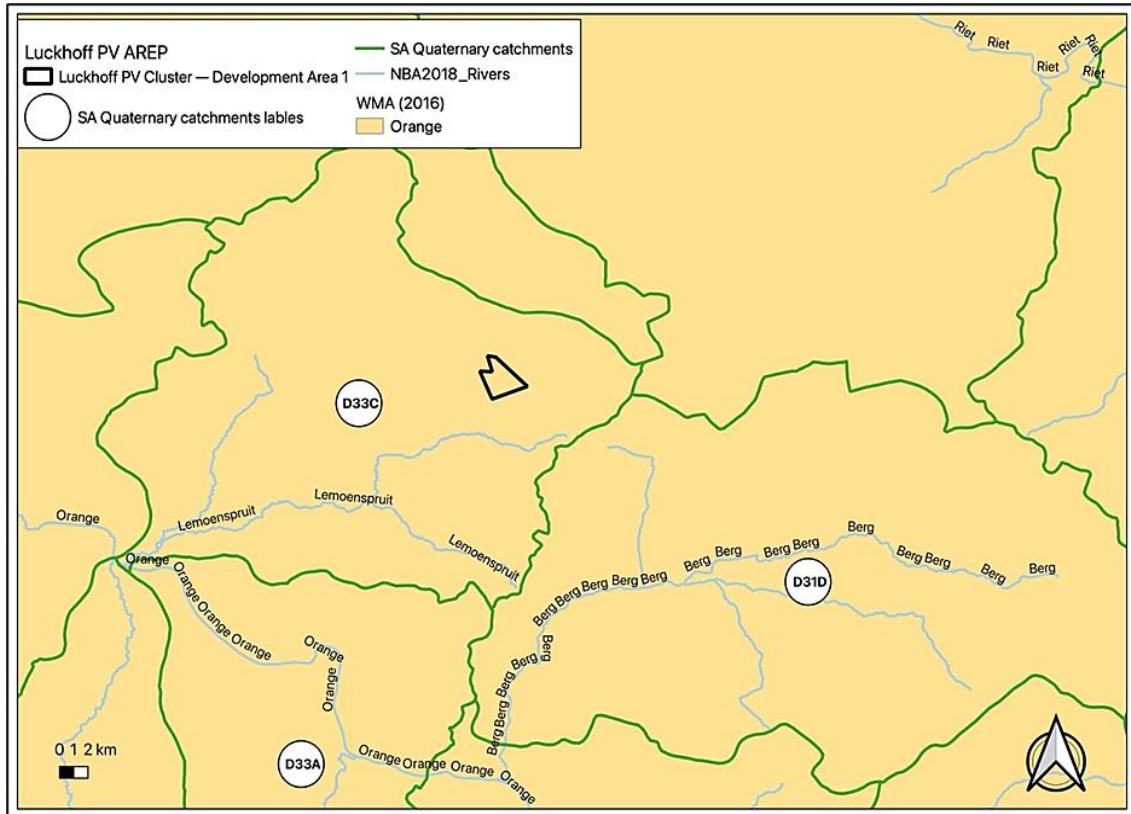 Luckhoff PV AREP
Luckhoff PV Cluster — Development Area 1
SA Quaternary catchments lables
SA Quaternary catchments
NBA2018_Rivers
WMA (2016)
Orange
Riet
Riet
Riet
Riet
Riet
D33C
Orange
Lemoenspruit
Lemoenspruit
Lemoenspruit
Orange
Orange
Orange
Orange
Orange
Orange
Orange
Berg
Berg
Berg Berg
Berg Berg
Berg
Berg
D31D
Berg Berg Berg Berg Berg
Berg
Berg
Berg
Berg
Berg
Berg
0 1 2 km
D33A
Orange
Orange
Orange
Orange